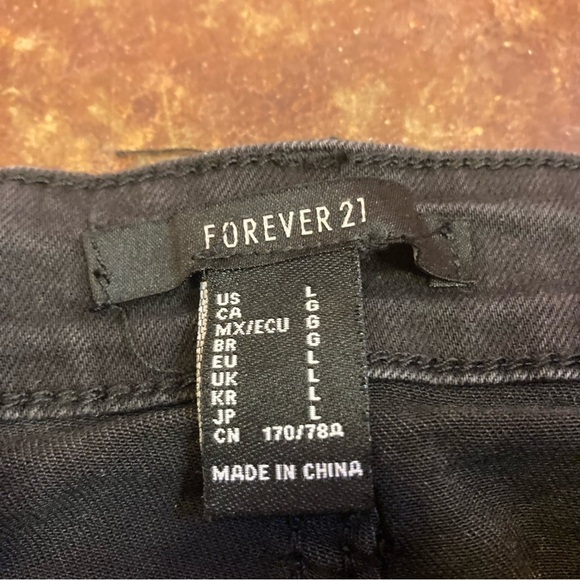 FOREVER 21
US L
CA G
MX/ECU G
BR G
EU L
UK L
KR L
JP L
CN 170/78A
MADE IN CHINA